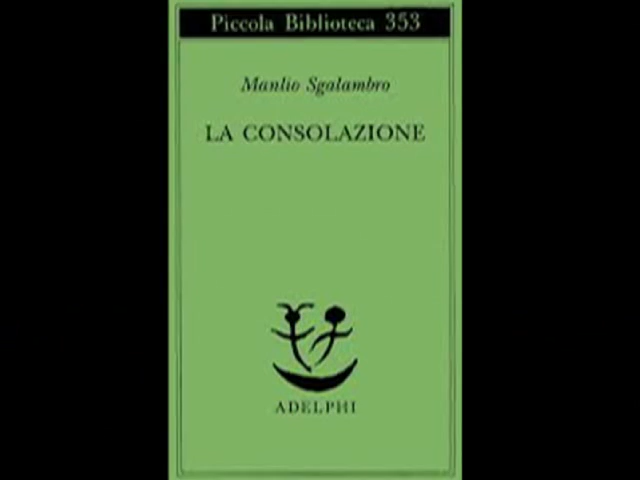 Piccola Biblioteca 353
Manlio Sgalambro
LA CONSOLAZIONE
ADELPHI